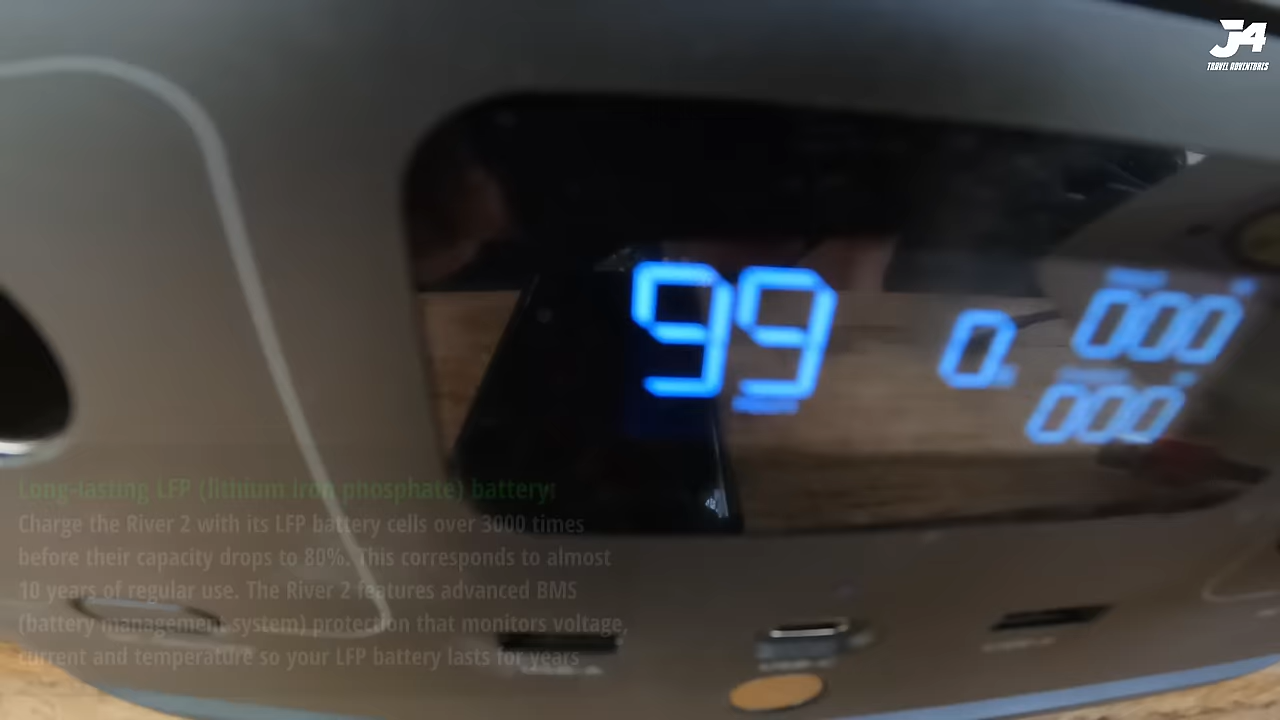 J4
TRAVEL ADVENTURES
99
0
000
000
Long-lasting LFP (lithium iron phosphate) battery:
Charge the River 2 with its LFP battery cells over 3000 times
before their capacity drops to 80%. This corresponds to almost
10 years of regular use. The River 2 features advanced BMS
(battery management system) protection that monitors voltage,
current and temperature so your LFP battery lasts for years